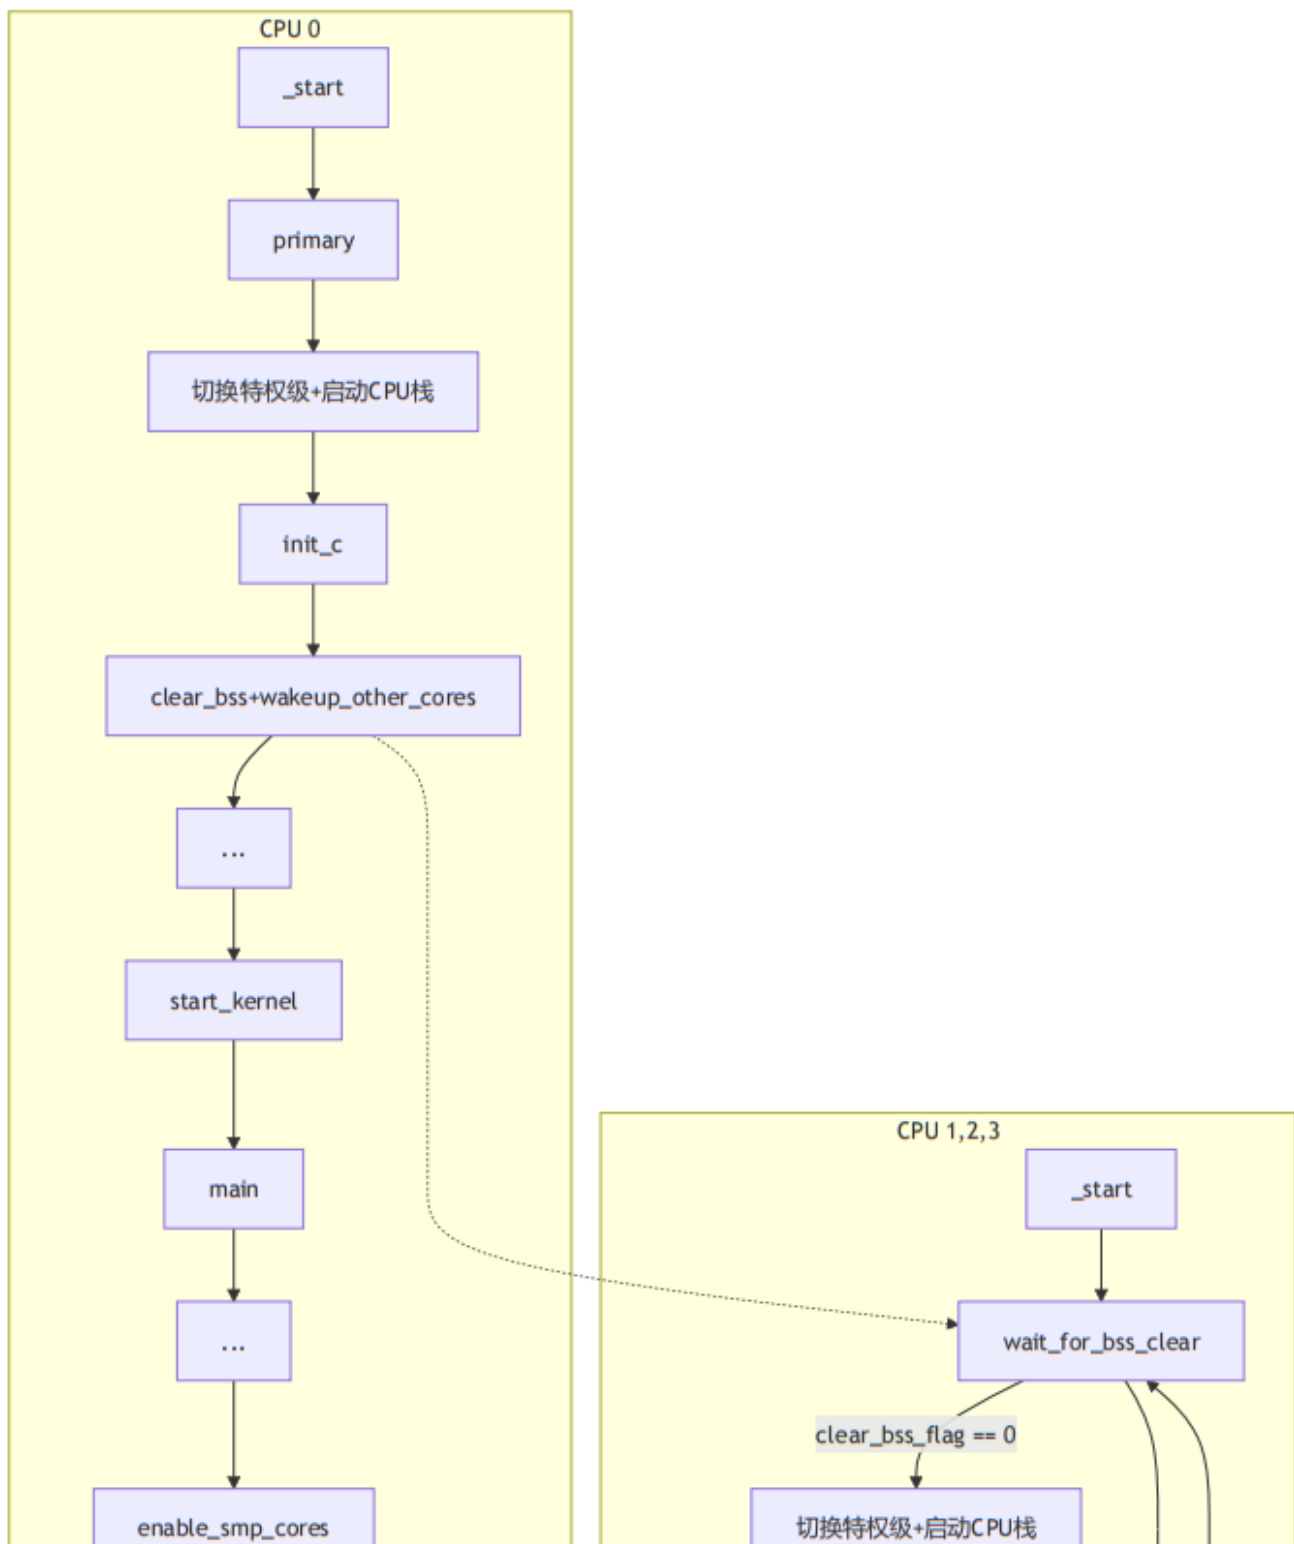 CPU 0
_start
primary
切换特权级+启动CPU栈
init_c
clear_bss+wakeup_other_cores
...
start_kernel
main
...
enable_smp_cores
CPU 1,2,3
_start
wait_for_bss_clear
clear_bss_flag == 0
切换特权级+启动CPU栈